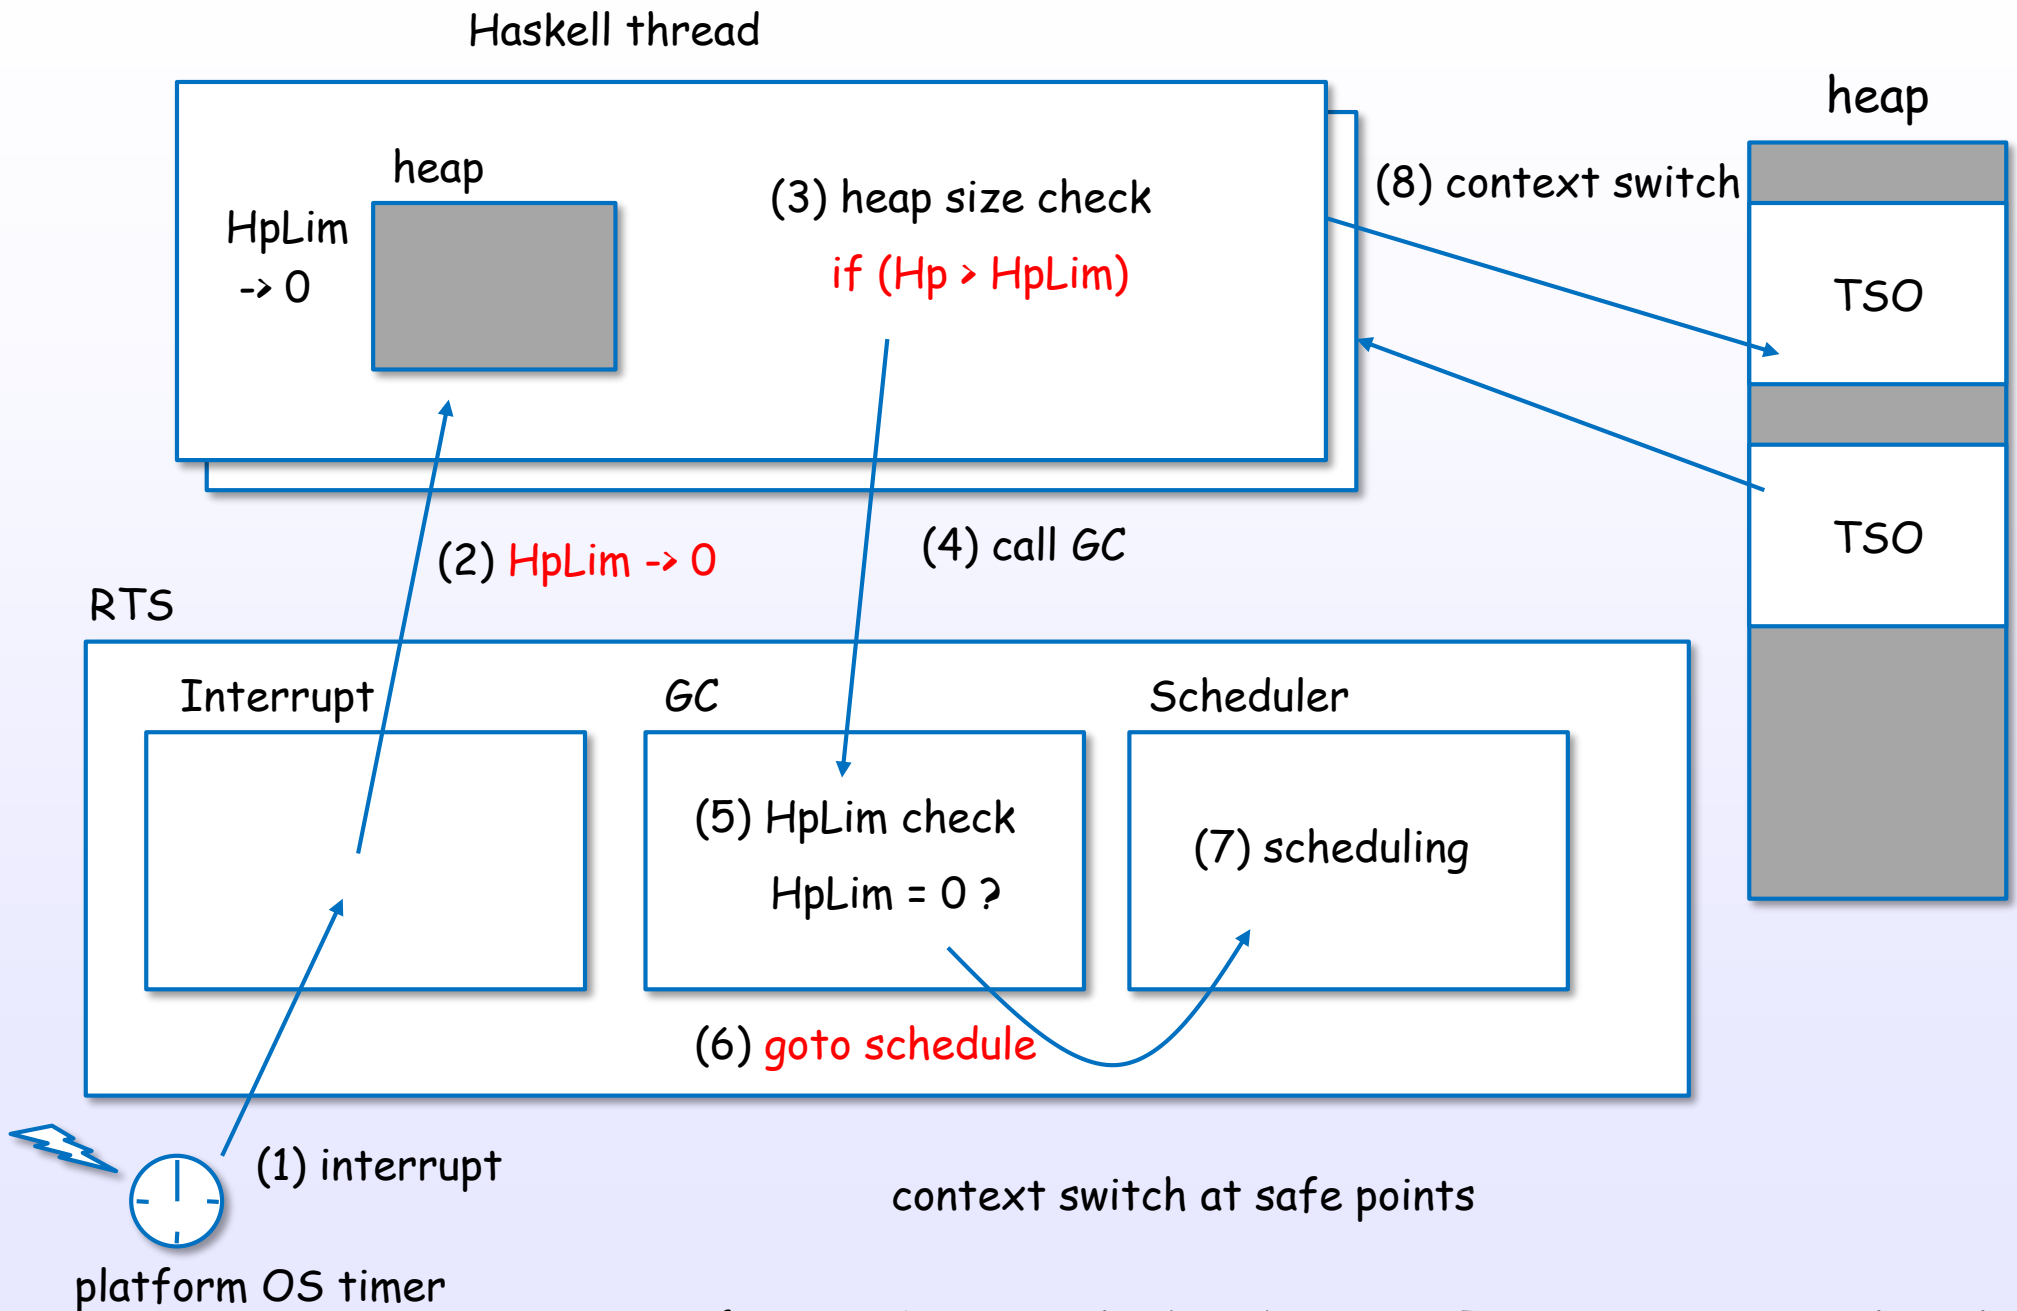 Haskell thread
heap
heap
HpLim
-> 0
(3) heap size check
if (Hp > HpLim)
(8) context switch
TSO
TSO
(2) HpLim -> 0
(4) call GC
RTS
Interrupt
GC
Scheduler
(5) HpLim check
HpLim = 0 ?
(7) scheduling
(6) goto schedule
(1) interrupt
context switch at safe points
platform OS timer